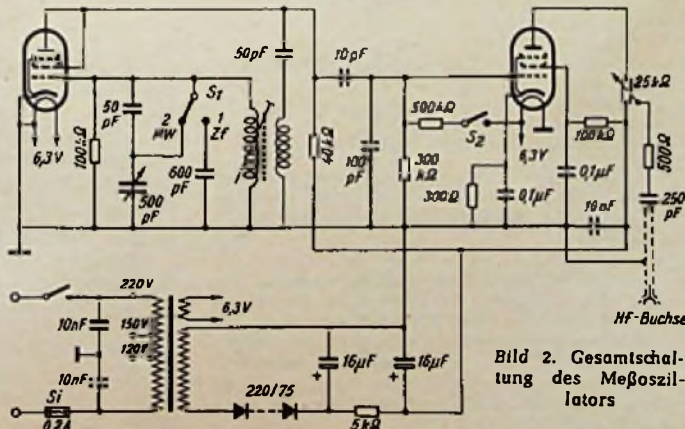 50pF
10pF
S1
50
pF
2
MW
1
Zf
6,3V
100kΩ
500
pF
600
pF
40kΩ
100
pF
500kΩ
S2
300
kΩ
300Ω
6,3V
0,1µF
100kΩ
0,1µF
10nF
25kΩ
500Ω
250
pF
Hf-Buchse
220V
150V
120V
6,3V
10nF
10nF
Si
0,2A
220/75
16µF
+
16µF
+
5kΩ
Bild 2. Gesamtschal-
tung des Meßoszil-
lators